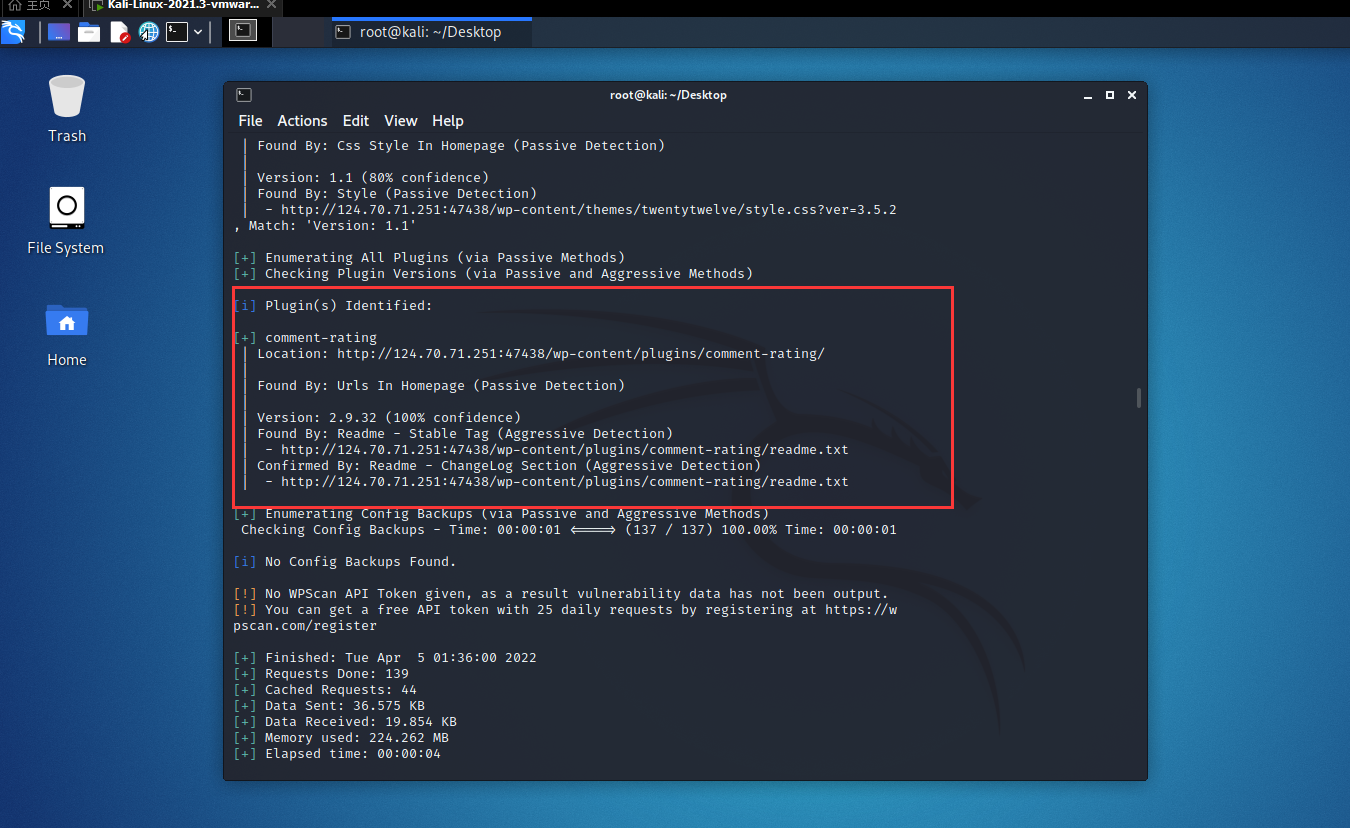 主页
Kali-Linux-2021.3-vmwar...
root@kali: ~/Desktop
Trash
File System
Home
root@kali: ~/Desktop
File Actions Edit View Help
| Found By: Css Style In Homepage (Passive Detection)
|
| Version: 1.1 (80% confidence)
| Found By: Style (Passive Detection)
|  - http://124.70.71.251:47438/wp-content/themes/twentytwelve/style.css?ver=3.5.2
, Match: 'Version: 1.1'
[+] Enumerating All Plugins (via Passive Methods)
[+] Checking Plugin Versions (via Passive and Aggressive Methods)
[i] Plugin(s) Identified:
[+] comment-rating
| Location: http://124.70.71.251:47438/wp-content/plugins/comment-rating/
|
| Found By: Urls In Homepage (Passive Detection)
|
| Version: 2.9.32 (100% confidence)
| Found By: Readme - Stable Tag (Aggressive Detection)
|  - http://124.70.71.251:47438/wp-content/plugins/comment-rating/readme.txt
| Confirmed By: Readme - ChangeLog Section (Aggressive Detection)
|  - http://124.70.71.251:47438/wp-content/plugins/comment-rating/readme.txt
[+] Enumerating Config Backups (via Passive and Aggressive Methods)
Checking Config Backups - Time: 00:00:01 <=====> (137 / 137) 100.00% Time: 00:00:01
[i] No Config Backups Found.
[!] No WPScan API Token given, as a result vulnerability data has not been output.
[!] You can get a free API token with 25 daily requests by registering at https://w
pscan.com/register
[+] Finished: Tue Apr  5 01:36:00 2022
[+] Requests Done: 139
[+] Cached Requests: 44
[+] Data Sent: 36.575 KB
[+] Data Received: 19.854 KB
[+] Memory used: 224.262 MB
[+] Elapsed time: 00:00:04